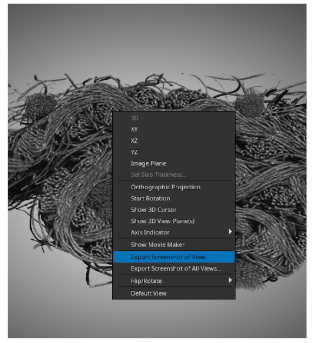 3D
XY
XZ
YZ
Image Plane
Set Slab Thickness...
Orthographic Projection
Start Rotation
Show 3D Cursor
Show 2D View Plane(s)
Axis Indicator
Show Movie Maker
Export Screenshot of View...
Export Screenshot of All Views...
Flip/Rotate
Default View